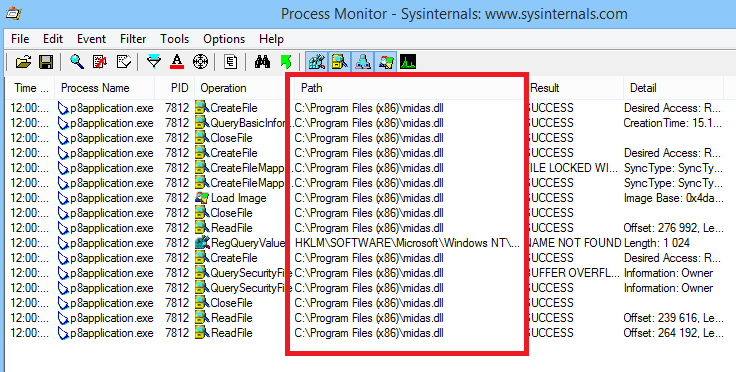 Process Monitor - Sysinternals: www.sysinternals.com
File Edit Event Filter Tools Options Help
Time ... Process Name PID Operation Path Result Detail
12:00:... p8application.exe 7812 CreateFile C:\Program Files (x86)\midas.dll SUCCESS Desired Access: R...
12:00:... p8application.exe 7812 QueryBasicInfor... C:\Program Files (x86)\midas.dll SUCCESS CreationTime: 15.1...
12:00:... p8application.exe 7812 CloseFile C:\Program Files (x86)\midas.dll SUCCESS
12:00:... p8application.exe 7812 CreateFile C:\Program Files (x86)\midas.dll SUCCESS Desired Access: R...
12:00:... p8application.exe 7812 CreateFileMapp... C:\Program Files (x86)\midas.dll FILE LOCKED WI... SyncType: SyncTy...
12:00:... p8application.exe 7812 CreateFileMapp... C:\Program Files (x86)\midas.dll SUCCESS SyncType: SyncTy...
12:00:... p8application.exe 7812 Load Image C:\Program Files (x86)\midas.dll SUCCESS Image Base: 0x4da...
12:00:... p8application.exe 7812 CloseFile C:\Program Files (x86)\midas.dll SUCCESS
12:00:... p8application.exe 7812 ReadFile C:\Program Files (x86)\midas.dll SUCCESS Offset: 276 992, Le...
12:00:... p8application.exe 7812 RegQueryValue HKLM\SOFTWARE\Microsoft\Windows NT\... NAME NOT FOUND Length: 1 024
12:00:... p8application.exe 7812 CreateFile C:\Program Files (x86)\midas.dll SUCCESS Desired Access: R...
12:00:... p8application.exe 7812 QuerySecurityFile C:\Program Files (x86)\midas.dll BUFFER OVERFL... Information: Owner
12:00:... p8application.exe 7812 QuerySecurityFile C:\Program Files (x86)\midas.dll SUCCESS Information: Owner
12:00:... p8application.exe 7812 CloseFile C:\Program Files (x86)\midas.dll SUCCESS
12:00:... p8application.exe 7812 ReadFile C:\Program Files (x86)\midas.dll SUCCESS Offset: 239 616, Le...
12:00:... p8application.exe 7812 ReadFile C:\Program Files (x86)\midas.dll SUCCESS Offset: 264 192, Le...